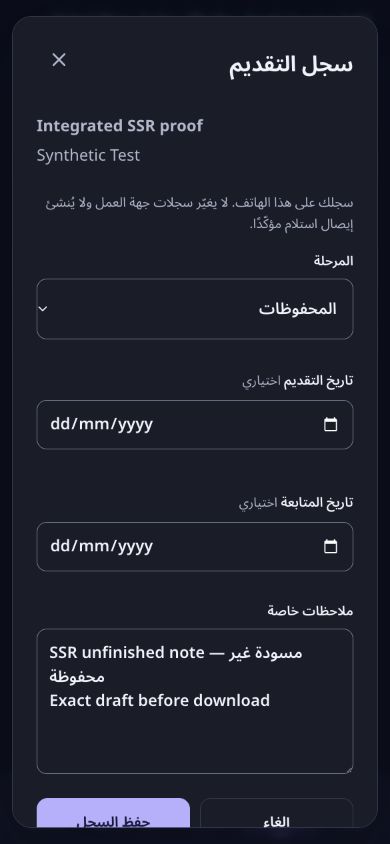 سجل التقديم
Integrated SSR proof
Synthetic Test
سجلك على هذا الهاتف. لا يغيّر سجلات جهة العمل ولا يُنشئ
إيصال استلام مؤكّدًا.
المرحلة
المحفوظات
تاريخ التقديم اختياري
dd/mm/yyyy
تاريخ المتابعة اختياري
dd/mm/yyyy
ملاحظات خاصة
SSR unfinished note — مسودة غير
محفوظة
Exact draft before download
إلغاء
حفظ السجل